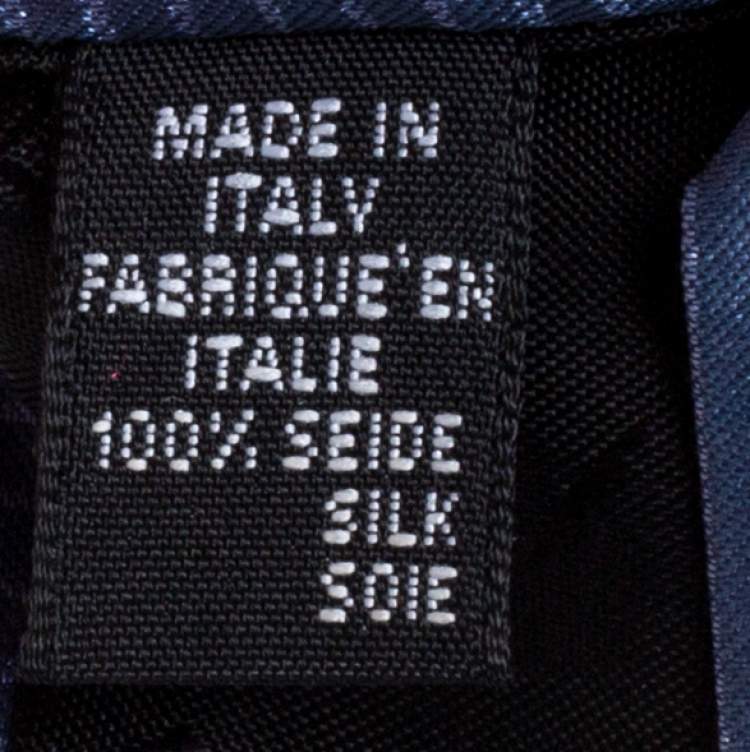 MADE IN
ITALY
FABRIQUE'EN
ITALIE
100% SEIDE
SILK
SOIE